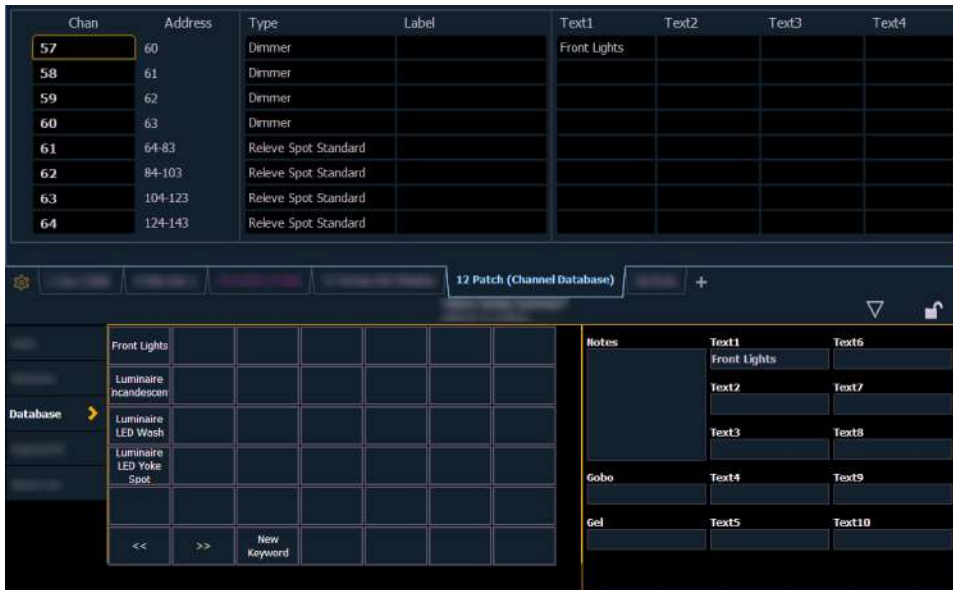 Chan Address Type Label Text1 Text2 Text3 Text4
57 60 Dimmer Front Lights
58 61 Dimmer
59 62 Dimmer
60 63 Dimmer
61 64-83 Releve Spot Standard
62 84-103 Releve Spot Standard
63 104-123 Releve Spot Standard
64 124-143 Releve Spot Standard
12 Patch (Channel Database) +
Database
Front Lights
Luminaire
ncandescen
Luminaire
LED Wash
Luminaire
LED Yoke
Spot
<< >> New
Keyword
Notes Text1 Text6
Front Lights
Text2 Text7
Text3 Text8
Gobo Text4 Text9
Gel Text5 Text10